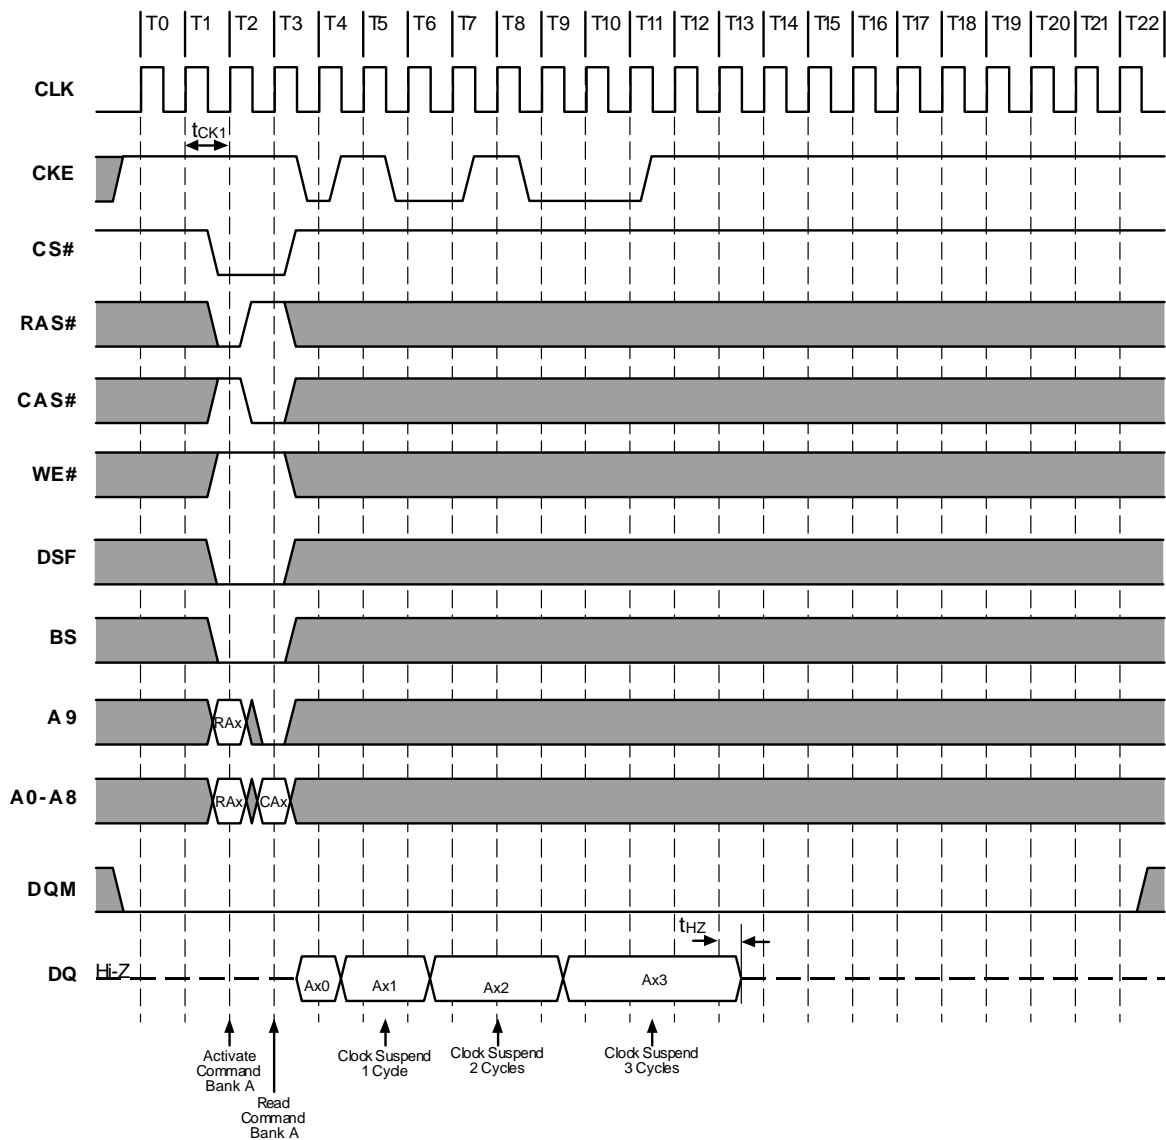 T0 T1 T2 T3 T4 T5 T6 T7 T8 T9 T10 T11 T12 T13 T14 T15 T16 T17 T18 T19 T20 T21 T22
CLK
tCK1
CKE
CS#
RAS#
CAS#
WE#
DSF
BS
A9
RAx
A0-A8
RAx CAx
DQM
tHZ
DQ
Hi-Z
Ax0 Ax1 Ax2 Ax3
Activate
Command
Bank A
Read
Command
Bank A
Clock Suspend
1 Cycle
Clock Suspend
2 Cycles
Clock Suspend
3 Cycles